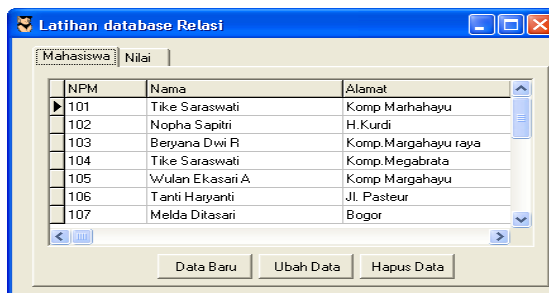 Latihan database Relasi
Mahasiswa Nilai
NPM Nama Alamat
101 Tike Saraswati Komp Marhahayu
102 Nopha Sapitri H.Kurdi
103 Beryana Dwi R Komp.Margahayu raya
104 Tike Saraswati Komp.Megabrata
105 Wulan Ekasari A Komp Margahayu
106 Tanti Haryanti Jl. Pasteur
107 Melda Ditasari Bogor
Data Baru Ubah Data Hapus Data